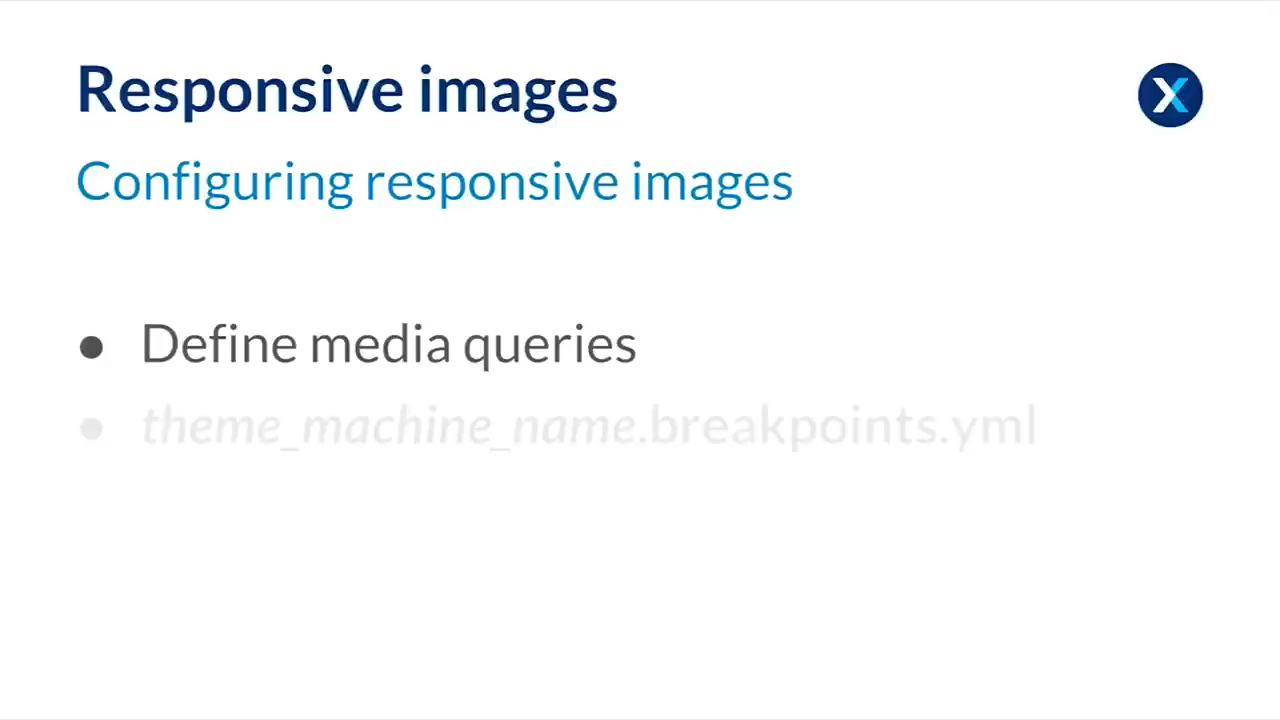 Responsive images
Configuring responsive images
● Define media queries
● theme_machine_name.breakpoints.yml